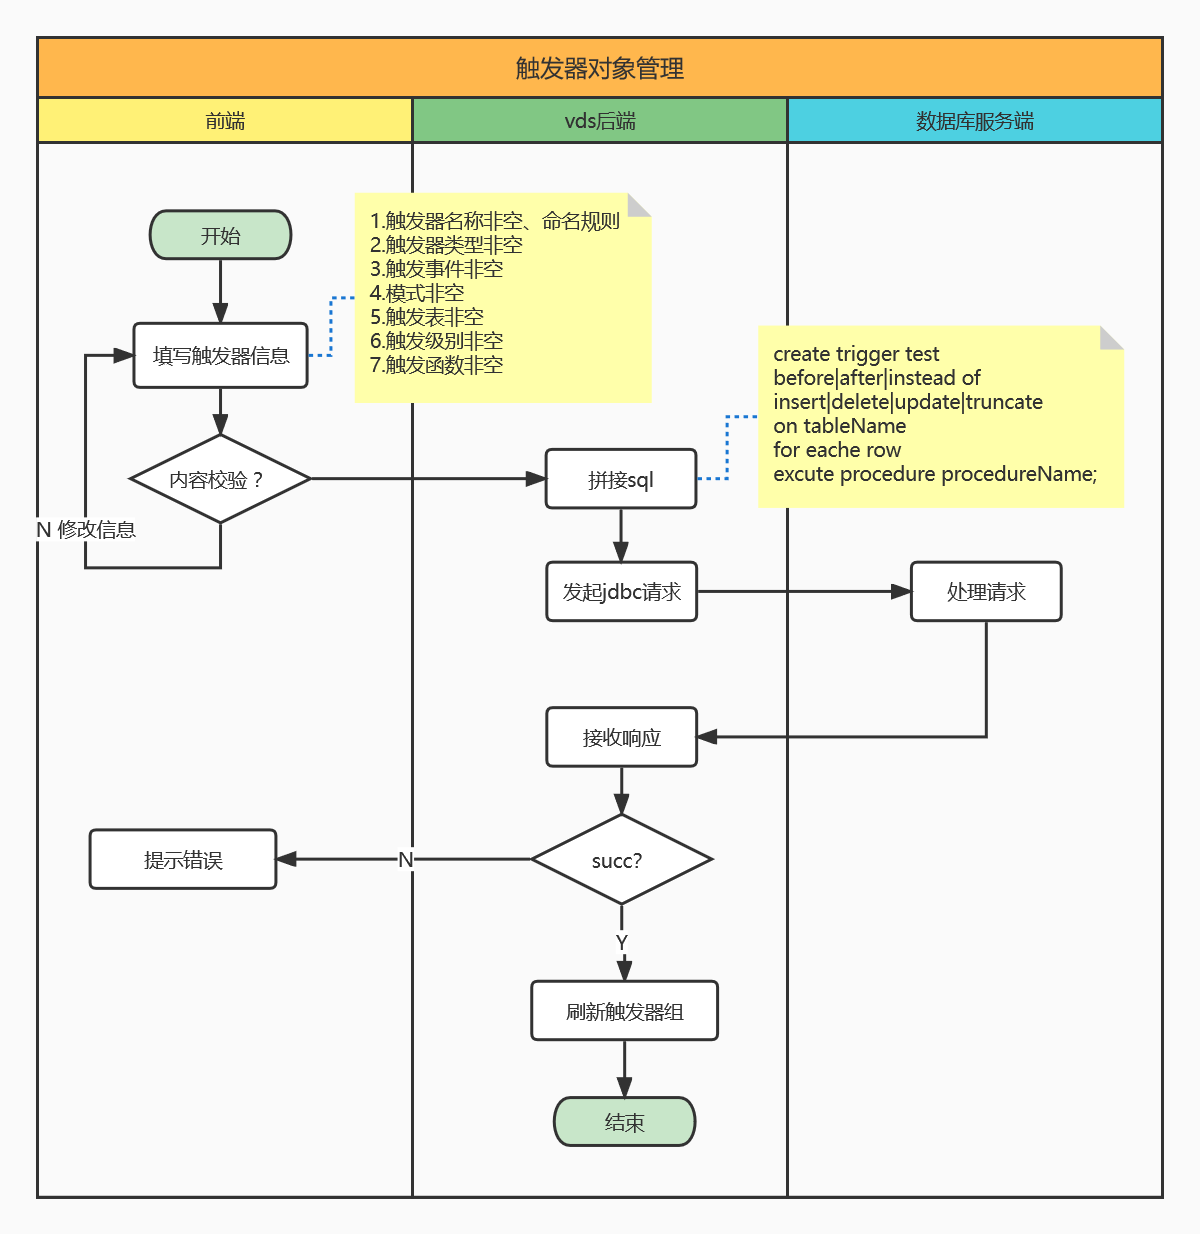 触发器对象管理
前端
vds后端
数据库服务端
开始
1.触发器名称非空、命名规则
2.触发器类型非空
3.触发事件非空
4.模式非空
5.触发表非空
6.触发级别非空
7.触发函数非空
填写触发器信息
create trigger test
before|after|instead of
insert|delete|update|truncate
on tableName
for eache row
excute procedure procedureName;
内容校验？
拼接sql
N 修改信息
发起jdbc请求
处理请求
接收响应
提示错误
N
succ?
Y
刷新触发器组
结束